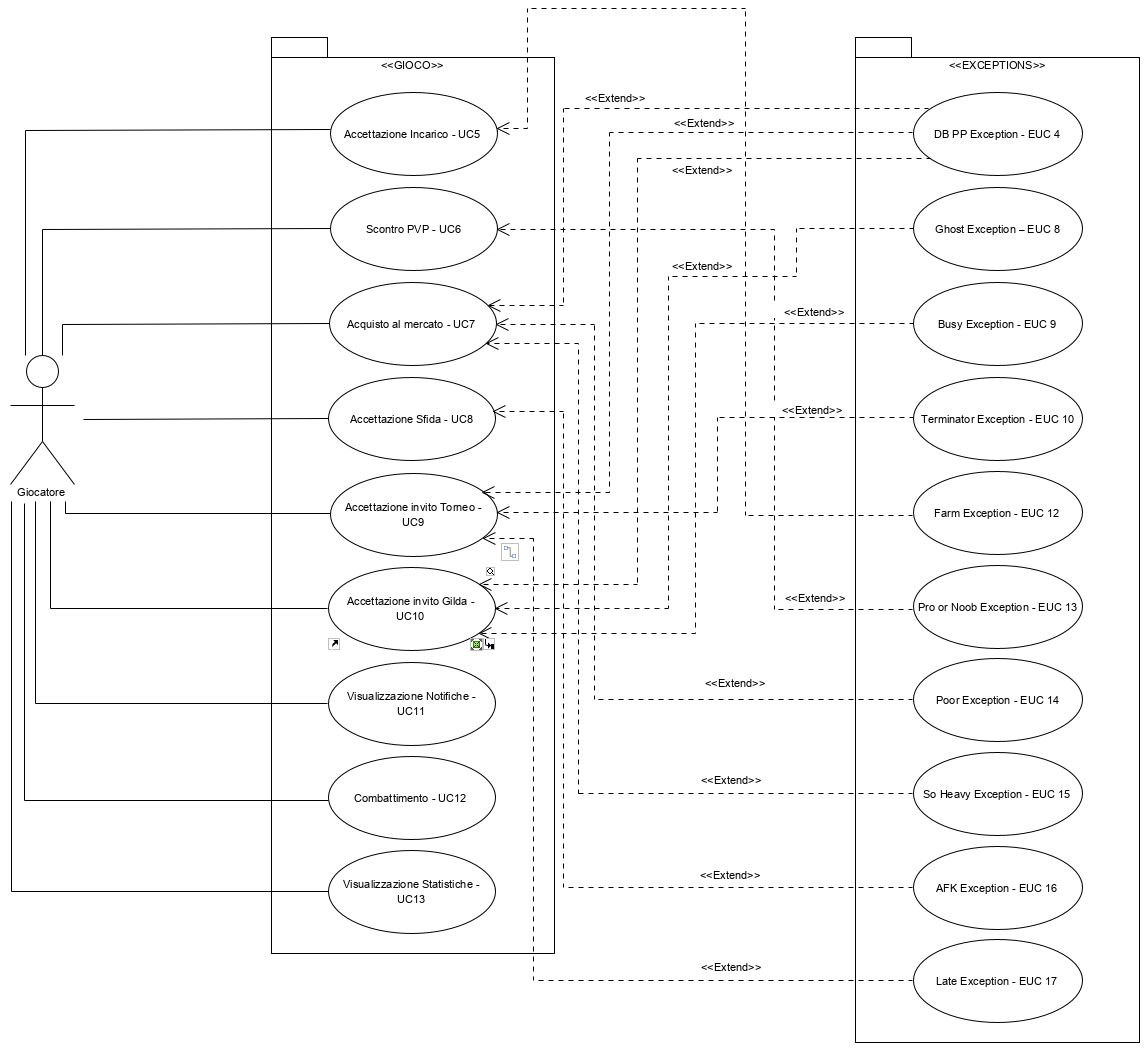 <<GIOCO>>
<<EXCEPTIONS>>
<<Extend>>
Accettazione Incarico - UC5
<<Extend>>
DB PP Exception - EUC 4
<<Extend>>
Scontro PVP - UC6
Ghost Exception – EUC 8
<<Extend>>
<<Extend>>
Acquisto al mercato - UC7
Busy Exception - EUC 9
<<Extend>>
Accettazione Sfida - UC8
Terminator Exception - EUC 10
Giocatore
Accettazione invito Torneo -
UC9
Farm Exception - EUC 12
<<Extend>>
Accettazione invito Gilda -
UC10
Pro or Noob Exception - EUC 13
<<Extend>>
Visualizzazione Notifiche -
UC11
Poor Exception - EUC 14
<<Extend>>
Combattimento - UC12
So Heavy Exception - EUC 15
<<Extend>>
Visualizzazione Statistiche -
UC13
AFK Exception - EUC 16
<<Extend>>
Late Exception - EUC 17